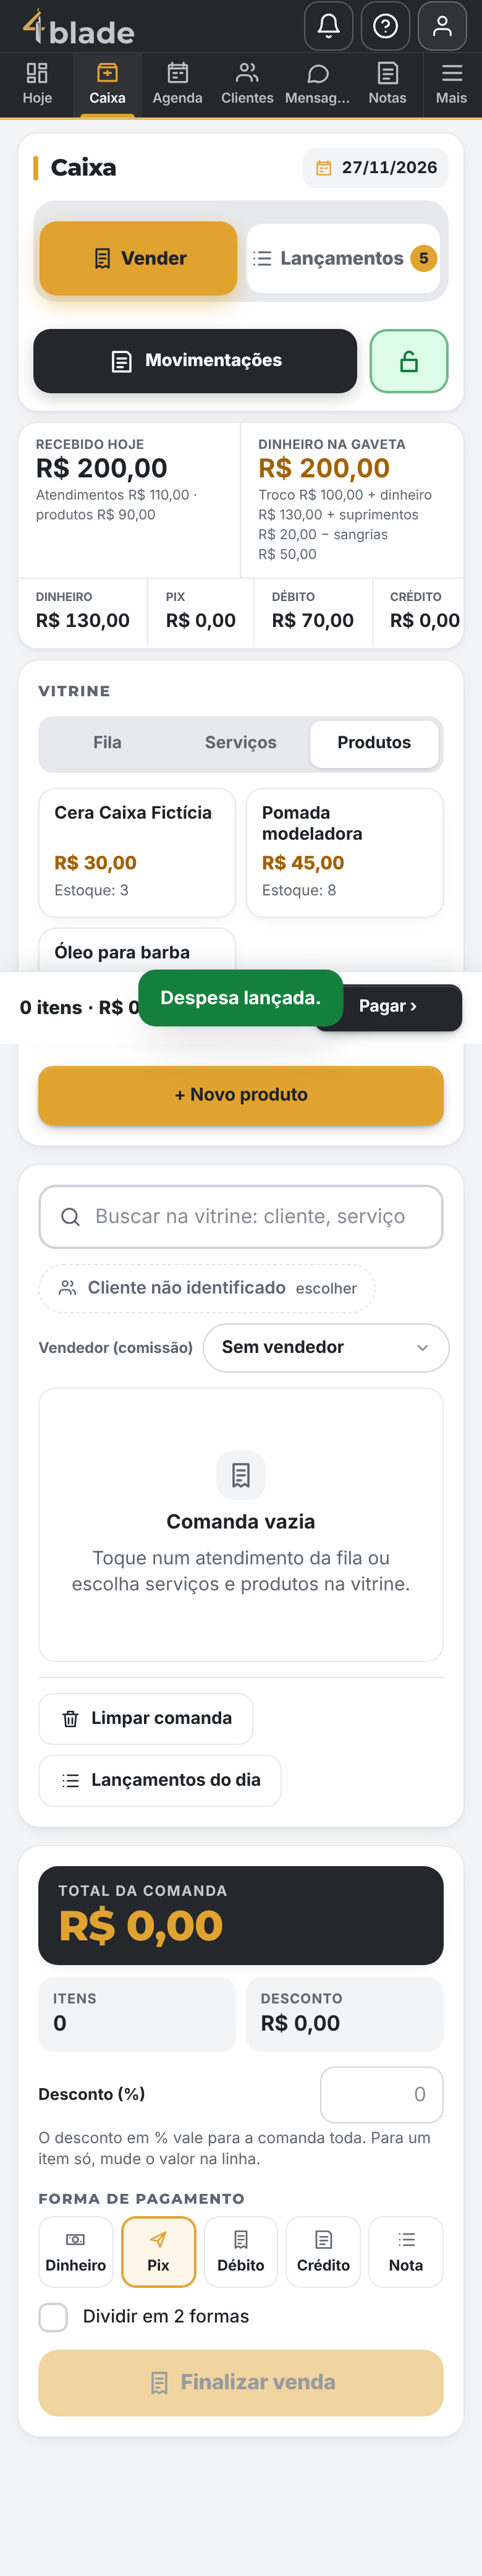 4blade
Hoje
Caixa
Agenda
Clientes
Mensag...
Notas
Mais
Caixa
27/11/2026
Vender
Lançamentos 5
Movimentações
RECEBIDO HOJE
R$ 200,00
Atendimentos R$ 110,00 ·
produtos R$ 90,00
DINHEIRO NA GAVETA
R$ 200,00
Troco R$ 100,00 + dinheiro
R$ 130,00 + suprimentos
R$ 20,00 − sangrias
R$ 50,00
DINHEIRO
R$ 130,00
PIX
R$ 0,00
DÉBITO
R$ 70,00
CRÉDITO
R$ 0,00
VITRINE
Fila
Serviços
Produtos
Cera Caixa Fictícia
R$ 30,00
Estoque: 3
Pomada
modeladora
R$ 45,00
Estoque: 8
Óleo para barba
0 itens · R$ 0
Despesa lançada.
Pagar ›
+ Novo produto
Buscar na vitrine: cliente, serviço
Cliente não identificado escolher
Vendedor (comissão)
Sem vendedor
Comanda vazia
Toque num atendimento da fila ou
escolha serviços e produtos na vitrine.
Limpar comanda
Lançamentos do dia
TOTAL DA COMANDA
R$ 0,00
ITENS
0
DESCONTO
R$ 0,00
Desconto (%)
0
O desconto em % vale para a comanda toda. Para um
item só, mude o valor na linha.
FORMA DE PAGAMENTO
Dinheiro
Pix
Débito
Crédito
Nota
Dividir em 2 formas
Finalizar venda